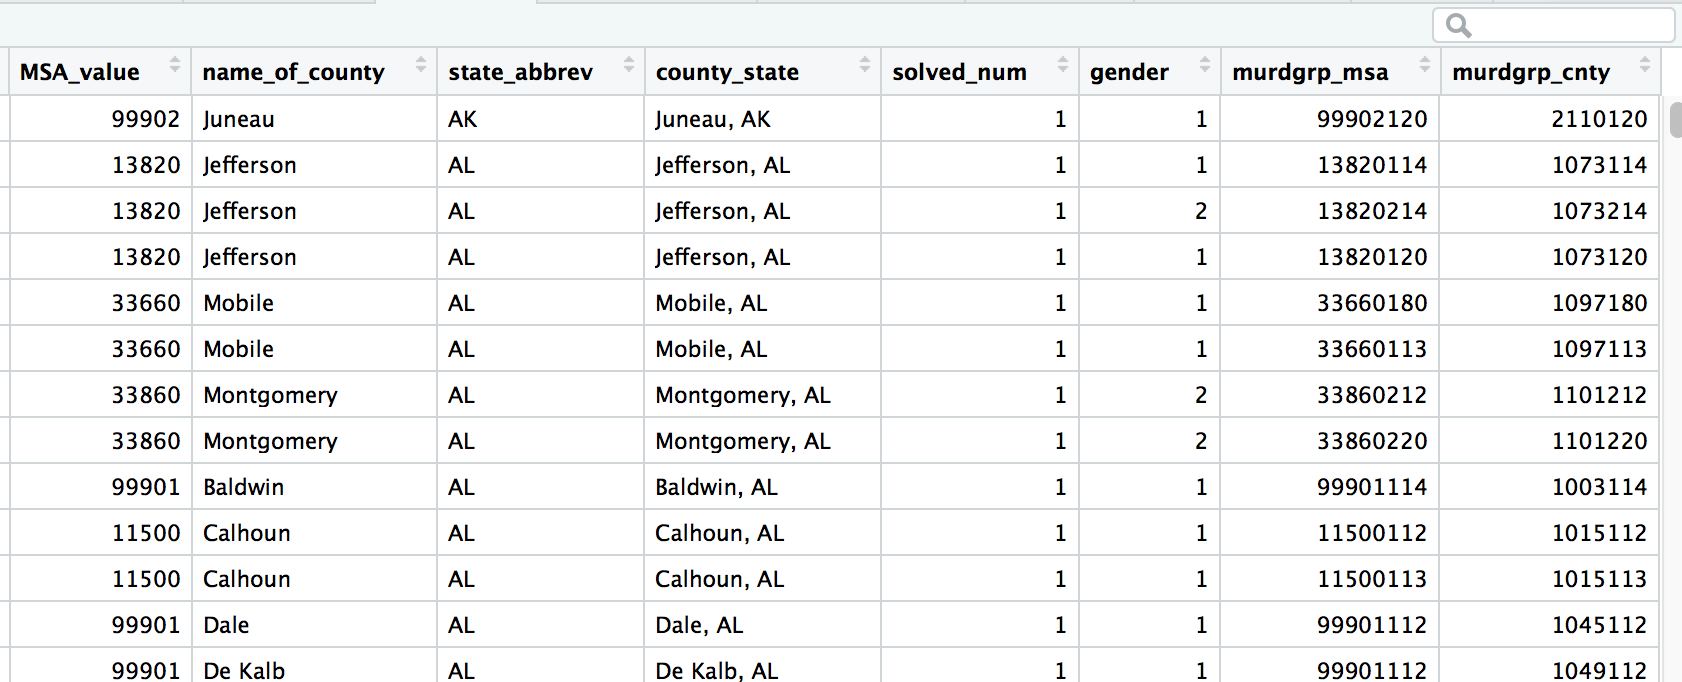 MSA_value name_of_county state_abbrev county_state solved_num gender murdgrp_msa murdgrp_cnty
99902 Juneau AK Juneau, AK 1 1 99902120 2110120
13820 Jefferson AL Jefferson, AL 1 1 13820114 1073114
13820 Jefferson AL Jefferson, AL 1 2 13820214 1073214
13820 Jefferson AL Jefferson, AL 1 1 13820120 1073120
33660 Mobile AL Mobile, AL 1 1 33660180 1097180
33660 Mobile AL Mobile, AL 1 1 33660113 1097113
33860 Montgomery AL Montgomery, AL 1 2 33860212 1101212
33860 Montgomery AL Montgomery, AL 1 2 33860220 1101220
99901 Baldwin AL Baldwin, AL 1 1 99901114 1003114
11500 Calhoun AL Calhoun, AL 1 1 11500112 1015112
11500 Calhoun AL Calhoun, AL 1 1 11500113 1015113
99901 Dale AL Dale, AL 1 1 99901112 1045112
99901 De Kalb AL De Kalb, AL 1 1 99901112 1049112